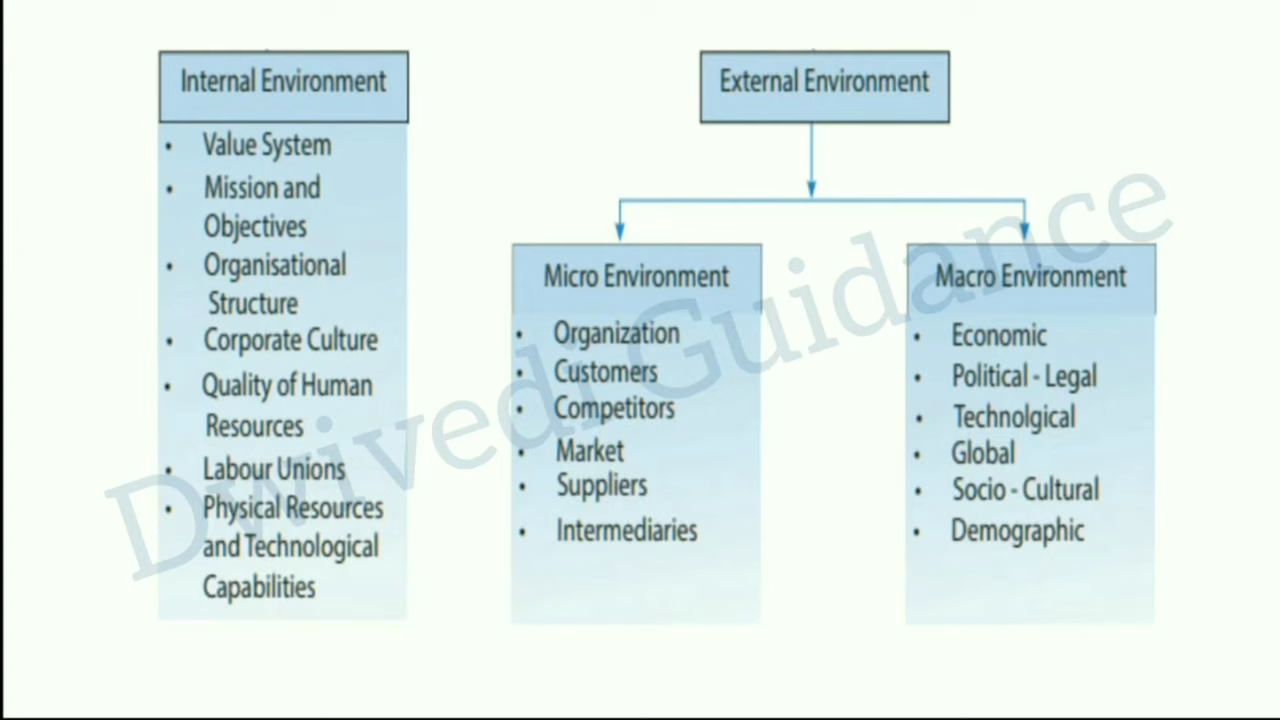 Internal Environment
• Value System
• Mission and
Objectives
• Organisational
Structure
• Corporate Culture
• Quality of Human
Resources
• Labour Unions
• Physical Resources
and Technological
Capabilities
External Environment
Micro Environment
• Organization
• Customers
• Competitors
• Market
• Suppliers
• Intermediaries
Macro Environment
• Economic
• Political - Legal
• Technolgical
• Global
• Socio - Cultural
• Demographic
Dwivedi Guidance